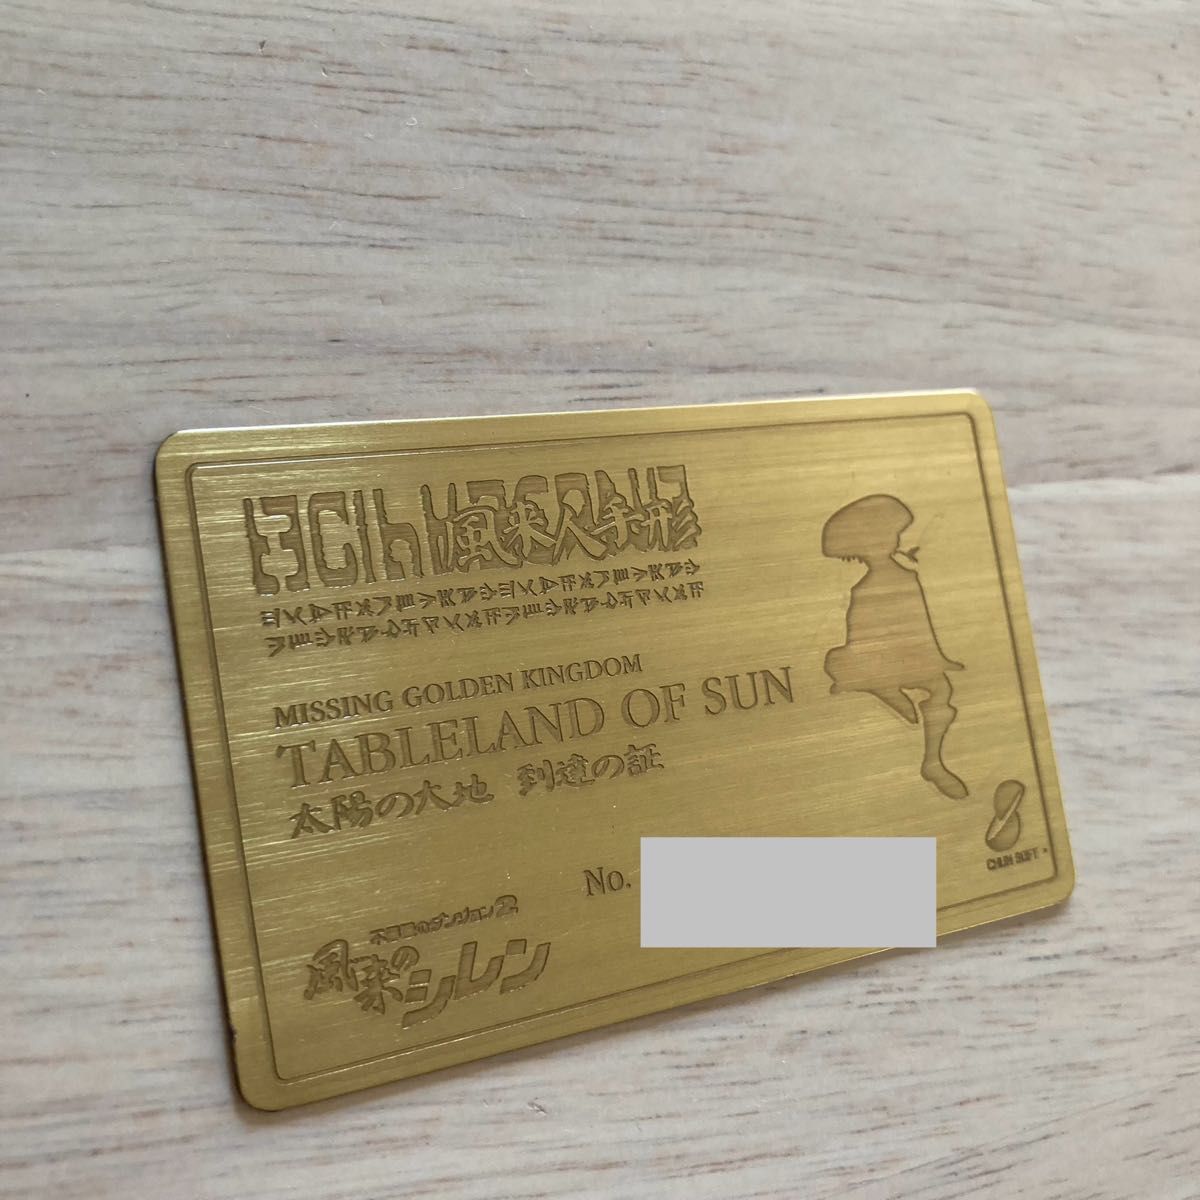 風来人手形
MISSING GOLDEN KINGDOM
TABLELAND OF SUN
太陽の大地 到達の証
No.
不思議のダンジョン2
風来のシレン
CHUN SOFT